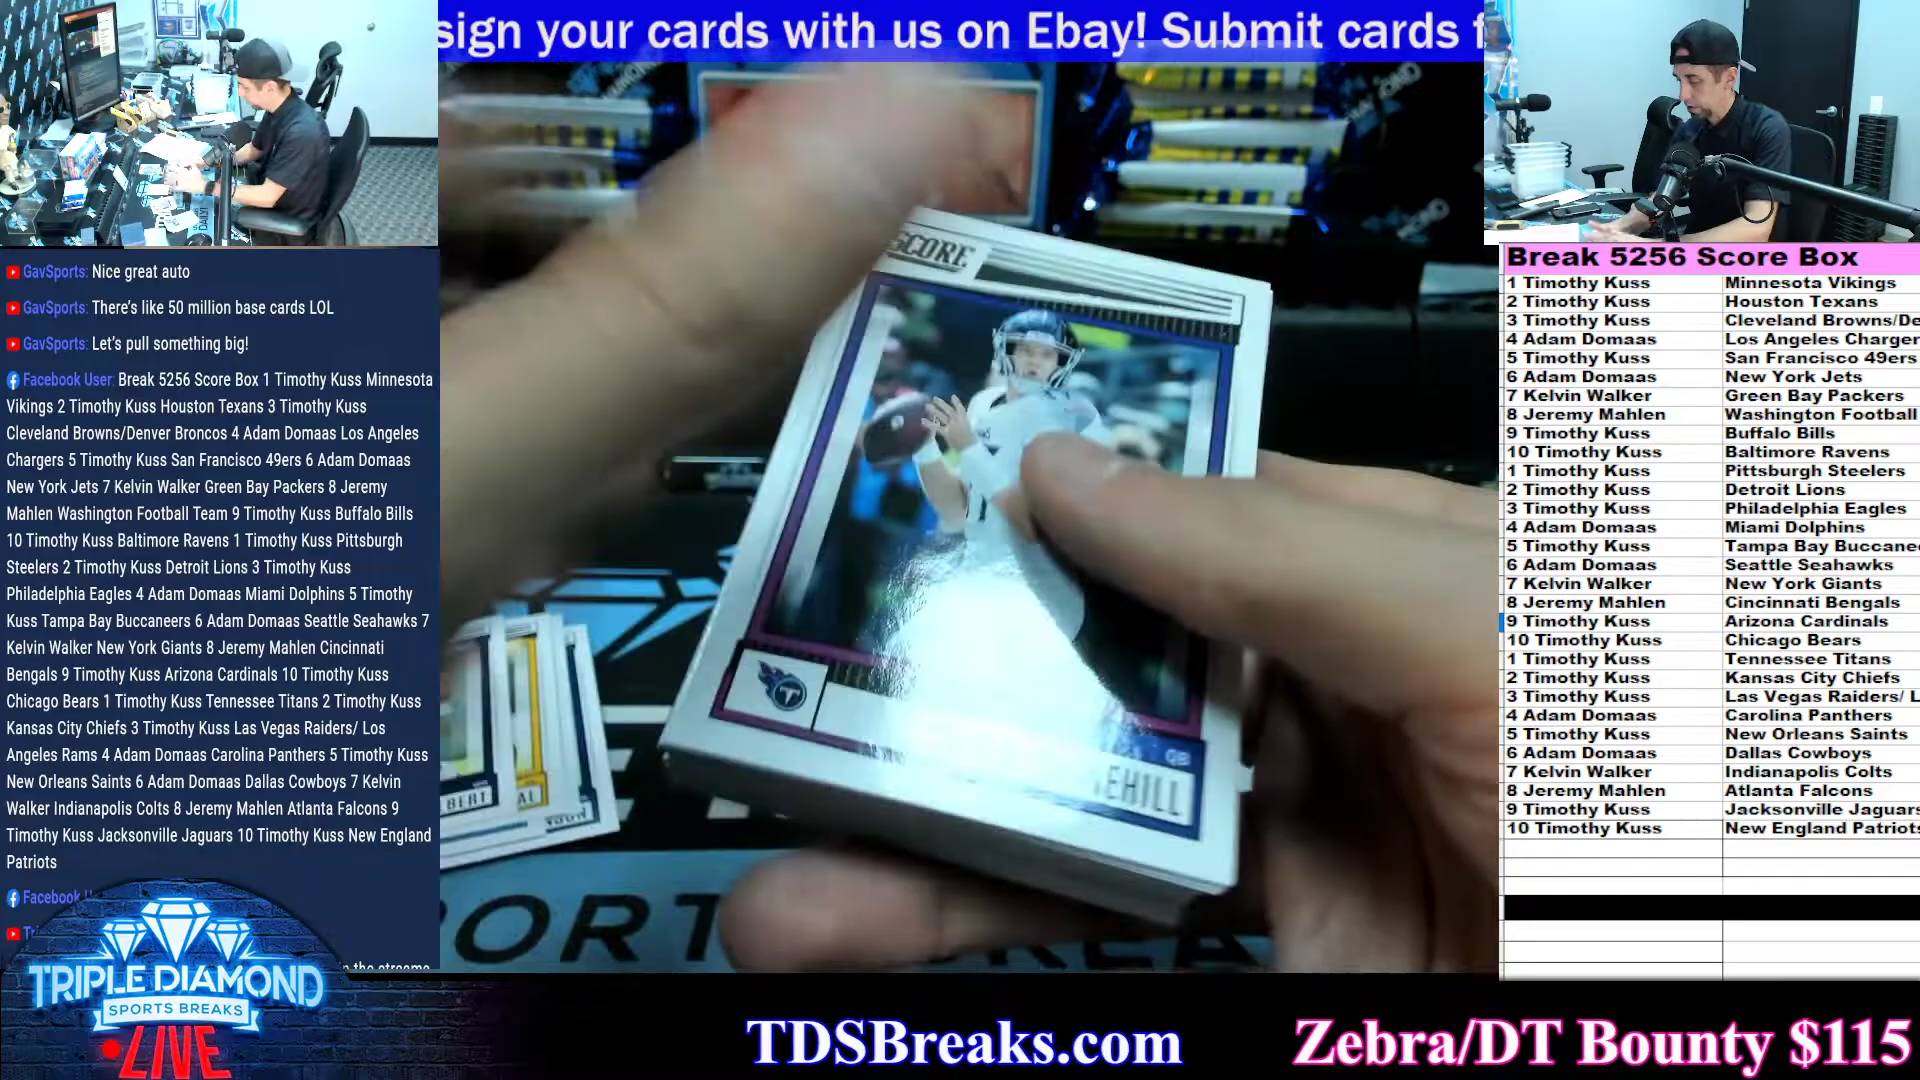 sign your cards with us on Ebay! Submit cards f
GavSports: Nice great auto
GavSports: There's like 50 million base cards LOL
GavSports: Let's pull something big!
Facebook User: Break 5256 Score Box 1 Timothy Kuss Minnesota
Vikings 2 Timothy Kuss Houston Texans 3 Timothy Kuss
Cleveland Browns/Denver Broncos 4 Adam Domaas Los Angeles
Chargers 5 Timothy Kuss San Francisco 49ers 6 Adam Domaas
New York Jets 7 Kelvin Walker Green Bay Packers 8 Jeremy
Mahlen Washington Football Team 9 Timothy Kuss Buffalo Bills
10 Timothy Kuss Baltimore Ravens 1 Timothy Kuss Pittsburgh
Steelers 2 Timothy Kuss Detroit Lions 3 Timothy Kuss
Philadelphia Eagles 4 Adam Domaas Miami Dolphins 5 Timothy
Kuss Tampa Bay Buccaneers 6 Adam Domaas Seattle Seahawks 7
Kelvin Walker New York Giants 8 Jeremy Mahlen Cincinnati
Bengals 9 Timothy Kuss Arizona Cardinals 10 Timothy Kuss
Chicago Bears 1 Timothy Kuss Tennessee Titans 2 Timothy Kuss
Kansas City Chiefs 3 Timothy Kuss Las Vegas Raiders/ Los
Angeles Rams 4 Adam Domaas Carolina Panthers 5 Timothy Kuss
New Orleans Saints 6 Adam Domaas Dallas Cowboys 7 Kelvin
Walker Indianapolis Colts 8 Jeremy Mahlen Atlanta Falcons 9
Timothy Kuss Jacksonville Jaguars 10 Timothy Kuss New England
Patriots
Facebook U
Tri
in the streams
TRIPLE DIAMOND
SPORTS BREAKS
LIVE
SCORE
QB
EHILL
BERT
AL
PORT
REA
Break 5256 Score Box
1 Timothy Kuss Minnesota Vikings
2 Timothy Kuss Houston Texans
3 Timothy Kuss Cleveland Browns/De
4 Adam Domaas Los Angeles Charger
5 Timothy Kuss San Francisco 49ers
6 Adam Domaas New York Jets
7 Kelvin Walker Green Bay Packers
8 Jeremy Mahlen Washington Football
9 Timothy Kuss Buffalo Bills
10 Timothy Kuss Baltimore Ravens
1 Timothy Kuss Pittsburgh Steelers
2 Timothy Kuss Detroit Lions
3 Timothy Kuss Philadelphia Eagles
4 Adam Domaas Miami Dolphins
5 Timothy Kuss Tampa Bay Buccanee
6 Adam Domaas Seattle Seahawks
7 Kelvin Walker New York Giants
8 Jeremy Mahlen Cincinnati Bengals
9 Timothy Kuss Arizona Cardinals
10 Timothy Kuss Chicago Bears
1 Timothy Kuss Tennessee Titans
2 Timothy Kuss Kansas City Chiefs
3 Timothy Kuss Las Vegas Raiders/ L
4 Adam Domaas Carolina Panthers
5 Timothy Kuss New Orleans Saints
6 Adam Domaas Dallas Cowboys
7 Kelvin Walker Indianapolis Colts
8 Jeremy Mahlen Atlanta Falcons
9 Timothy Kuss Jacksonville Jaguars
10 Timothy Kuss New England Patriots
TDSBreaks.com
Zebra/DT Bounty $115